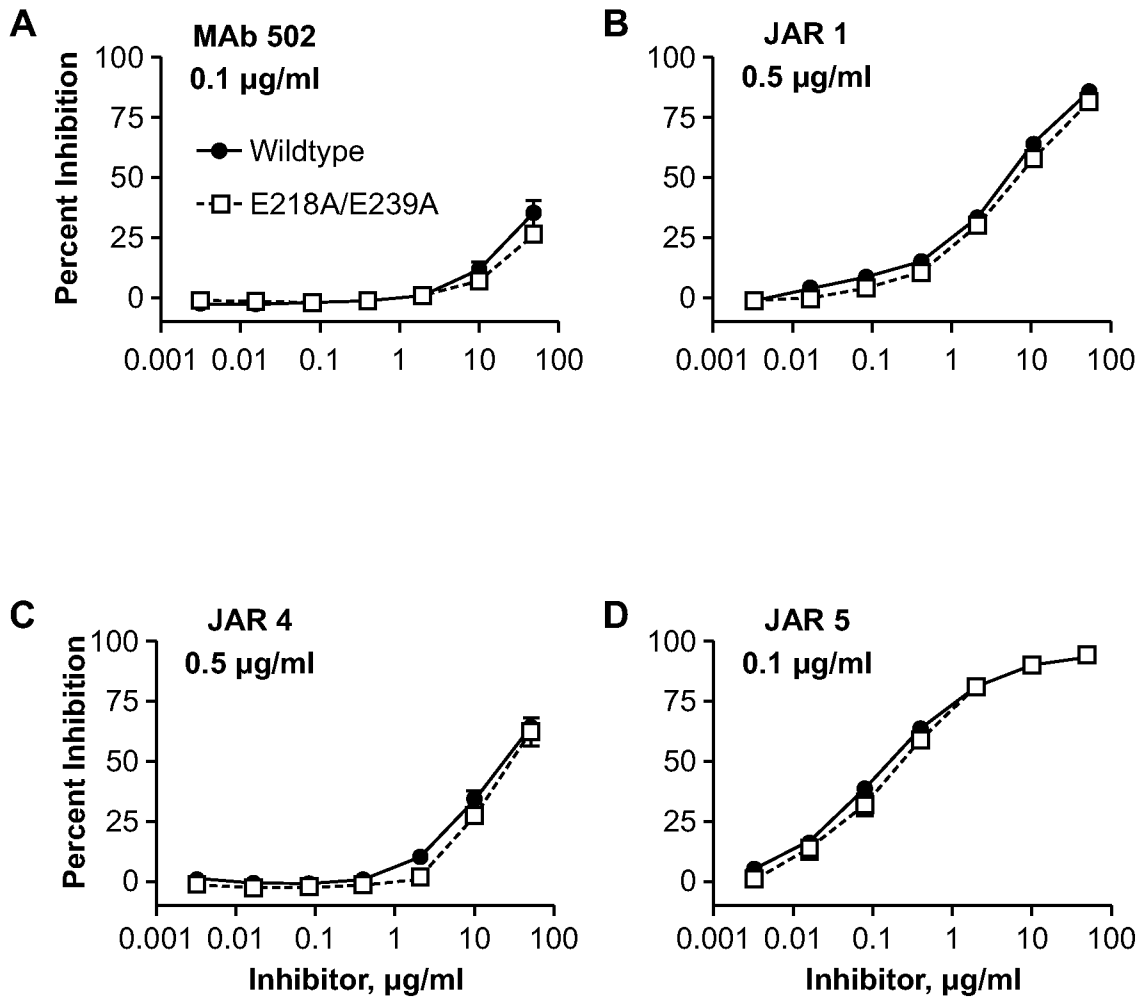 A
MAb 502
0.1 µg/ml
Percent Inhibition
100
75
50
25
0
Wildtype
E218A/E239A
0.001 0.01 0.1 1 10 100
B
JAR 1
0.5 µg/ml
100
75
50
25
0
0.001 0.01 0.1 1 10 100
C
JAR 4
0.5 µg/ml
Percent Inhibition
100
75
50
25
0
0.001 0.01 0.1 1 10 100
Inhibitor, µg/ml
D
JAR 5
0.1 µg/ml
100
75
50
25
0
0.001 0.01 0.1 1 10 100
Inhibitor, µg/ml